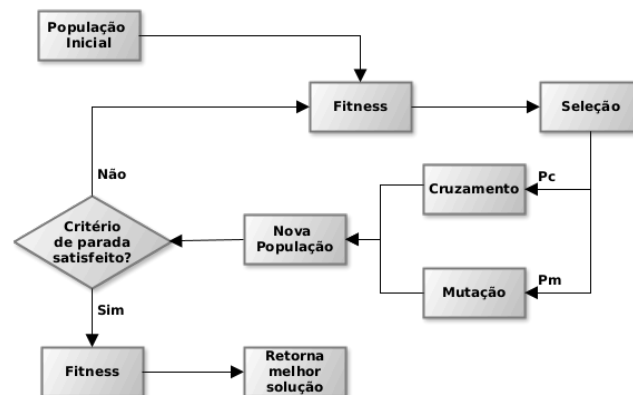 População
Inicial
Fitness
Seleção
Não
Pc
Cruzamento
Critério
de parada
satisfeito?
Nova
População
Pm
Mutação
Sim
Fitness
Retorna
melhor
solução